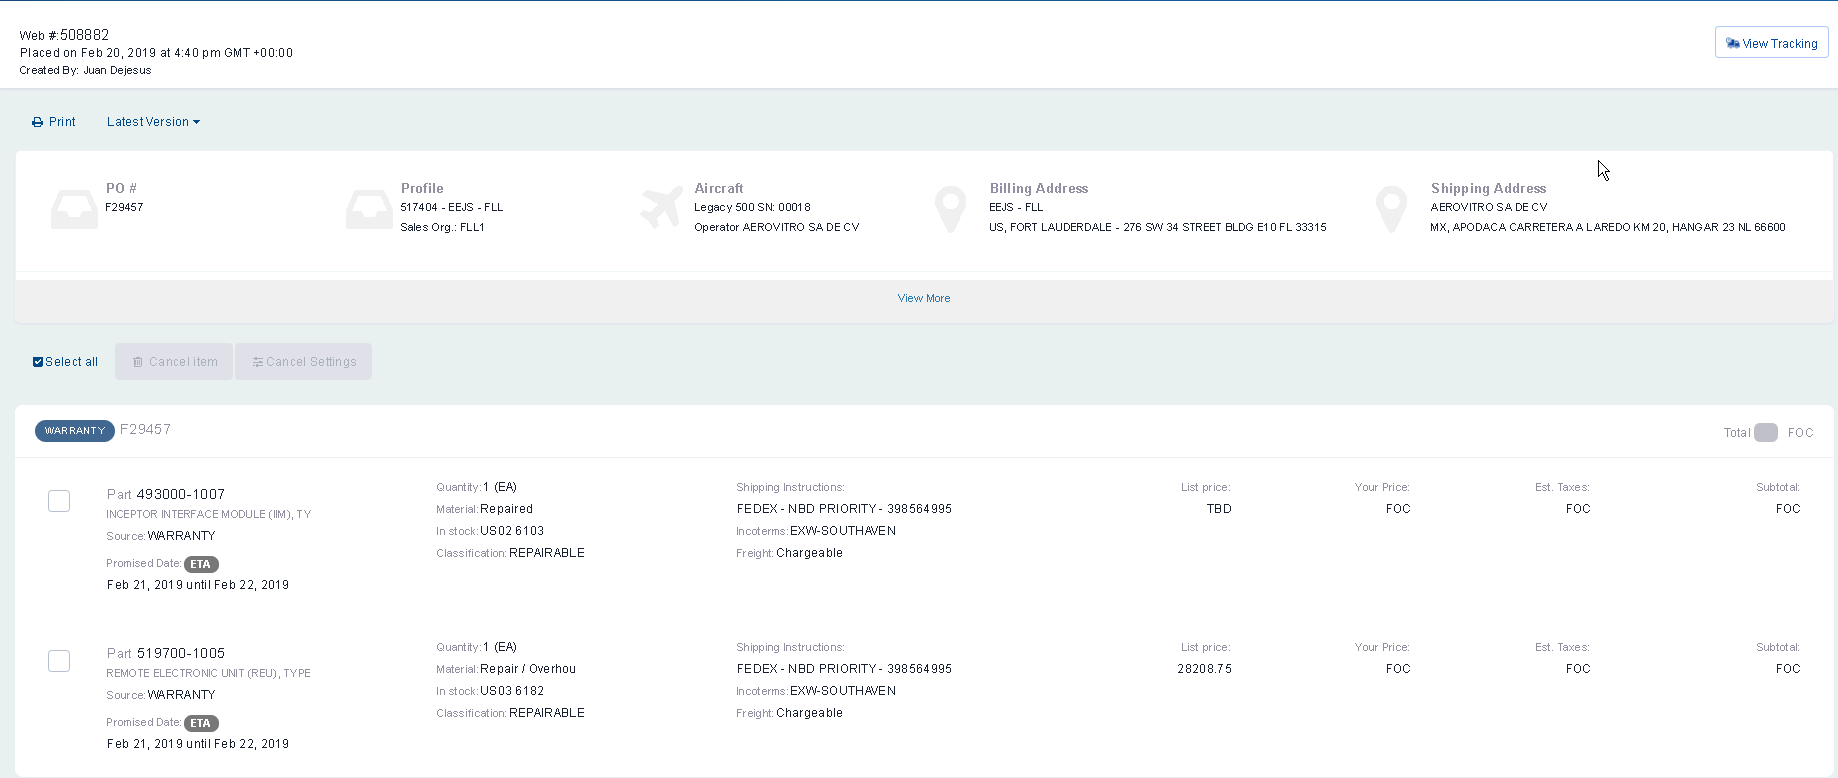 Web #:508882
Placed on Feb 20, 2019 at 4:40 pm GMT +00:00
Created By: Juan Dejesus
View Tracking
Print
Latest Version
PO #
F29457
Profile
517404 - EEJS - FLL
Sales Org.: FLL1
Aircraft
Legacy 500 SN: 00018
Operator AEROVITRO SA DE CV
Billing Address
EEJS - FLL
US, FORT LAUDERDALE - 276 SW 34 STREET BLDG E10 FL 33315
Shipping Address
AEROVITRO SA DE CV
MX, APODACA CARRETERA A LAREDO KM 20, HANGAR 23 NL 66600
View More
Select all
Cancel item
Cancel Settings
WARRANTY F29457
Total FOC
Part 493000-1007
INCEPTOR INTERFACE MODULE (IIM), TY
Source: WARRANTY
Promised Date: ETA
Feb 21, 2019 until Feb 22, 2019
Quantity: 1 (EA)
Material: Repaired
In stock: US02 6103
Classification: REPAIRABLE
Shipping Instructions:
FEDEX - NBD PRIORITY - 398564995
Incoterms: EXW-SOUTHAVEN
Freight: Chargeable
List price:
TBD
Your Price:
FOC
Est. Taxes:
FOC
Subtotal:
FOC
Part 519700-1005
REMOTE ELECTRONIC UNIT (REU), TYPE
Source: WARRANTY
Promised Date: ETA
Feb 21, 2019 until Feb 22, 2019
Quantity: 1 (EA)
Material: Repair / Overhou
In stock: US03 6182
Classification: REPAIRABLE
Shipping Instructions:
FEDEX - NBD PRIORITY - 398564995
Incoterms: EXW-SOUTHAVEN
Freight: Chargeable
List price:
28208.75
Your Price:
FOC
Est. Taxes:
FOC
Subtotal:
FOC